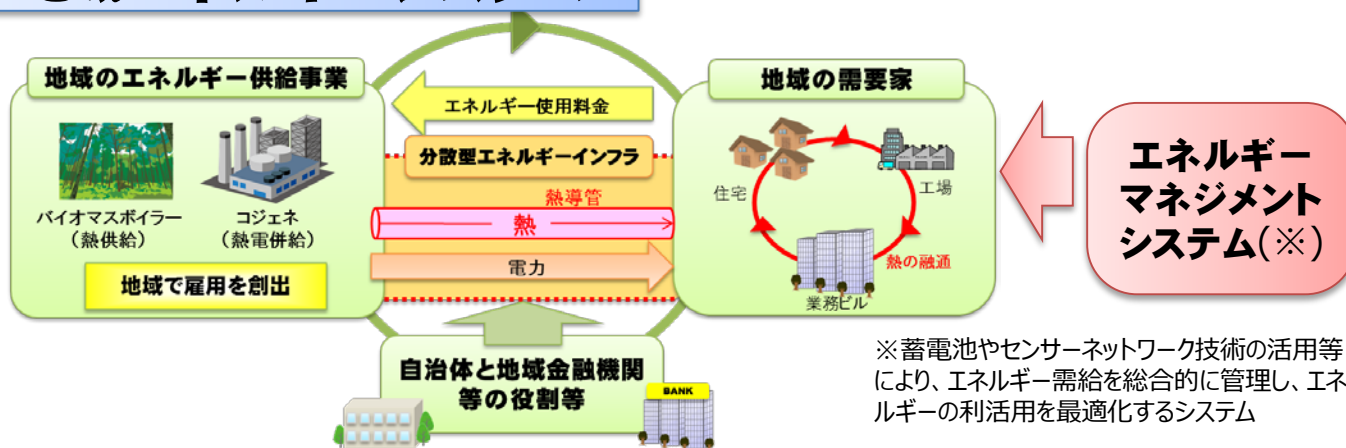 地域のエネルギー供給事業
バイオマスボイラー
（熱供給）
コジェネ
（熱電併給）
地域で雇用を創出
エネルギー使用料金
分散型エネルギーインフラ
熱導管
熱
電力
地域の需要家
住宅
工場
熱の融通
業務ビル
エネルギー
マネジメント
システム(※)
自治体と地域金融機関
等の役割等
BANK
※蓄電池やセンサーネットワーク技術の活用等
により、エネルギー需給を総合的に管理し、エネ
ルギーの利活用を最適化するシステム